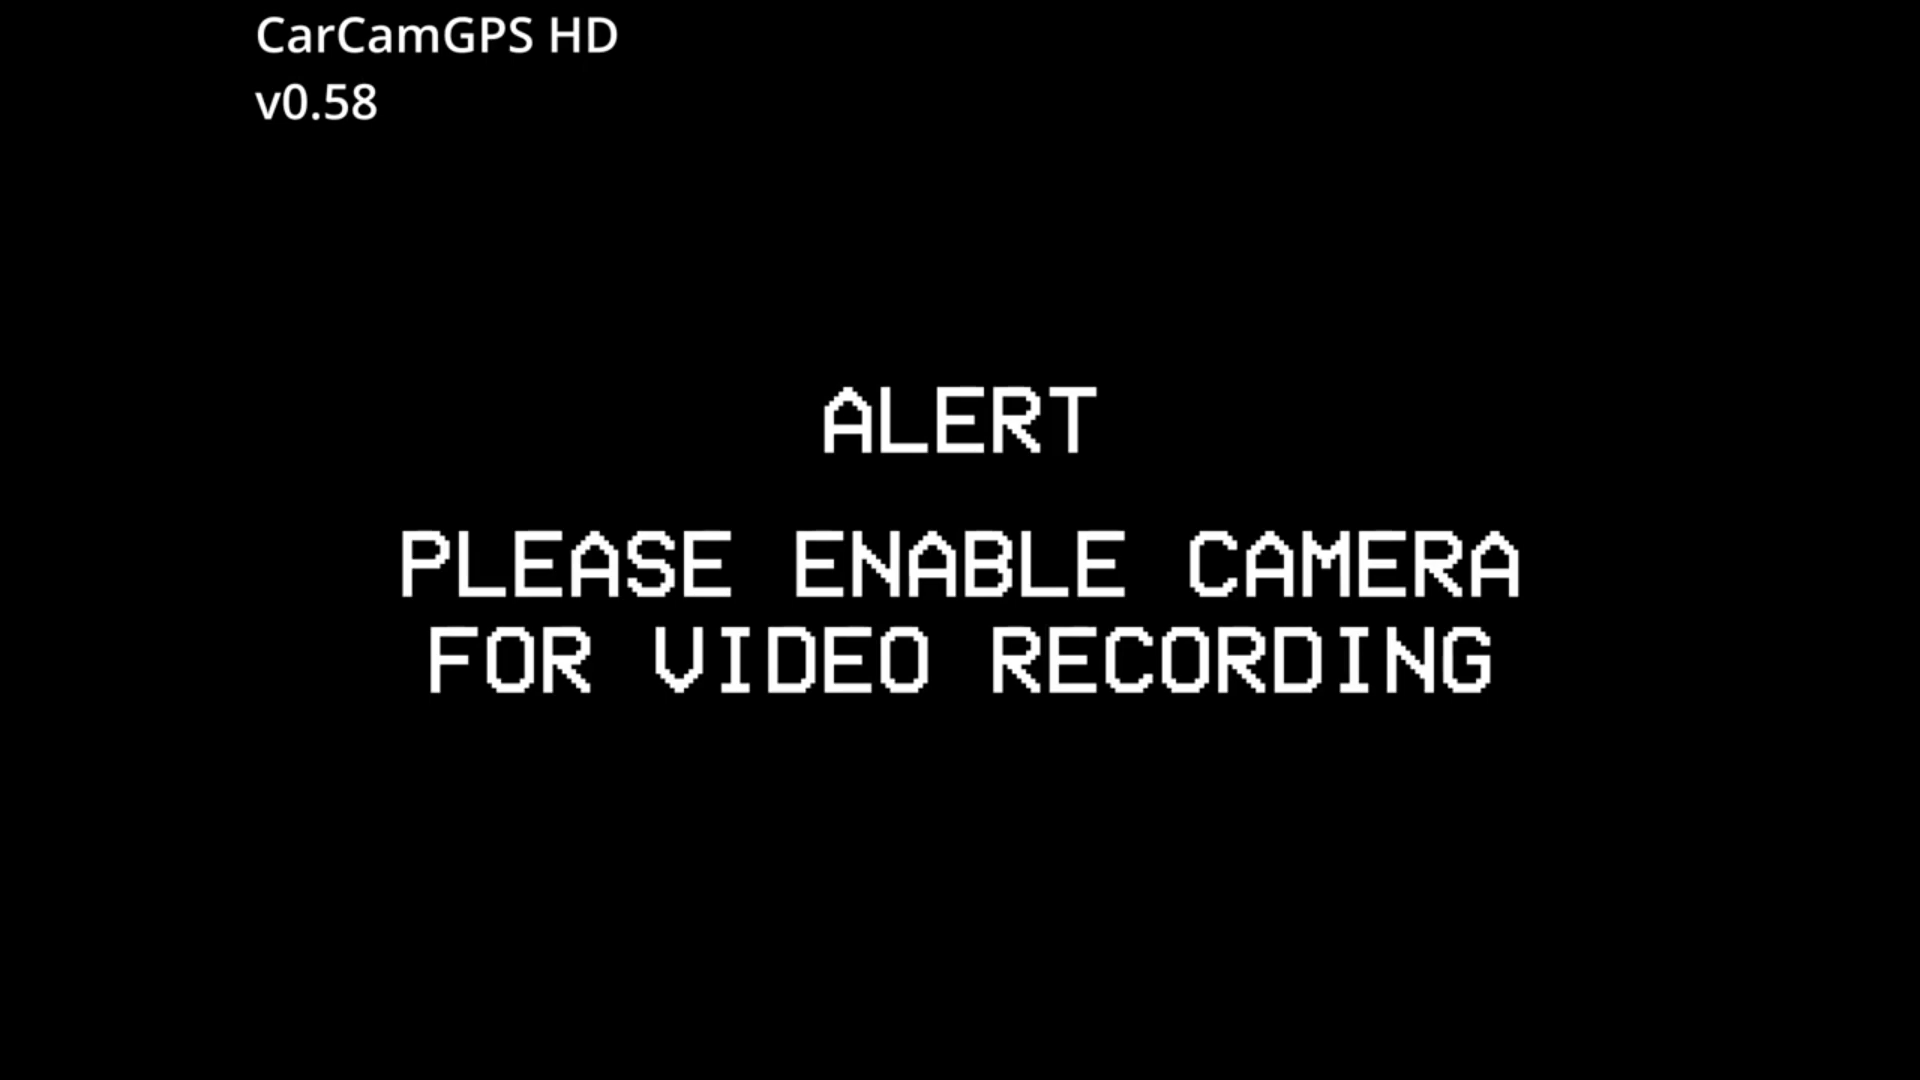 CarCamGPS HD
v0.58
ALERT
PLEASE ENABLE CAMERA
FOR VIDEO RECORDING